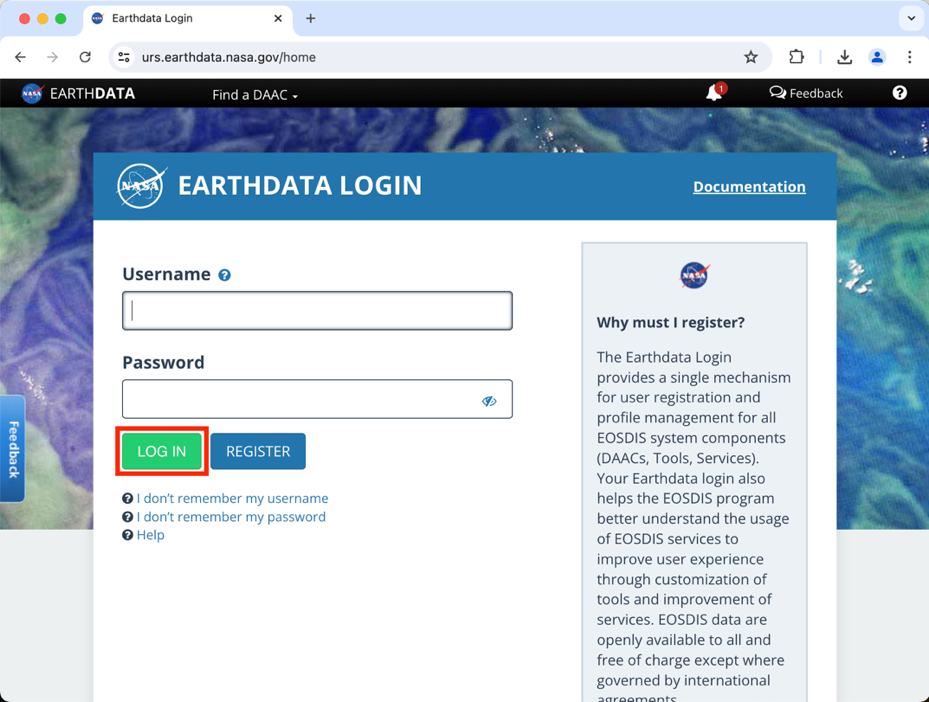 Earthdata Login
urs.earthdata.nasa.gov/home
NASA EARTHDATA
Find a DAAC
1
Feedback
?
NASA
EARTHDATA LOGIN
Documentation
Username ?
Password
LOG IN
REGISTER
? I don't remember my username
? I don't remember my password
? Help
Feedback
NASA
Why must I register?
The Earthdata Login
provides a single mechanism
for user registration and
profile management for all
EOSDIS system components
(DAACs, Tools, Services).
Your Earthdata login also
helps the EOSDIS program
better understand the usage
of EOSDIS services to
improve user experience
through customization of
tools and improvement of
services. EOSDIS data are
openly available to all and
free of charge except where
governed by international
agreements.